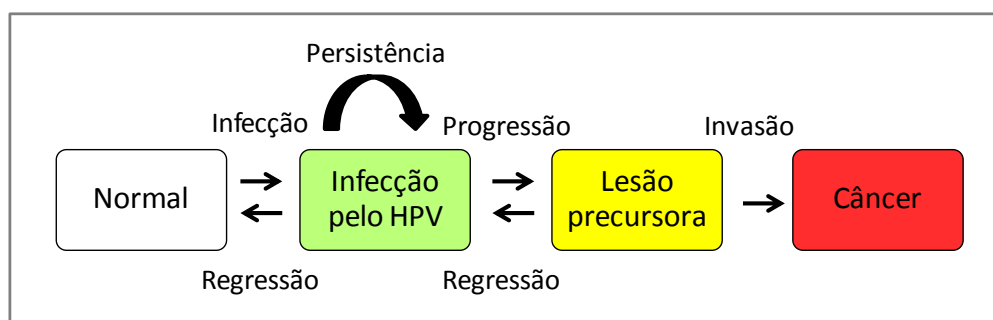 Persistência
Infecção
Progressão
Invasão
Normal
Infecção
pelo HPV
Lesão
precursora
Câncer
Regressão
Regressão